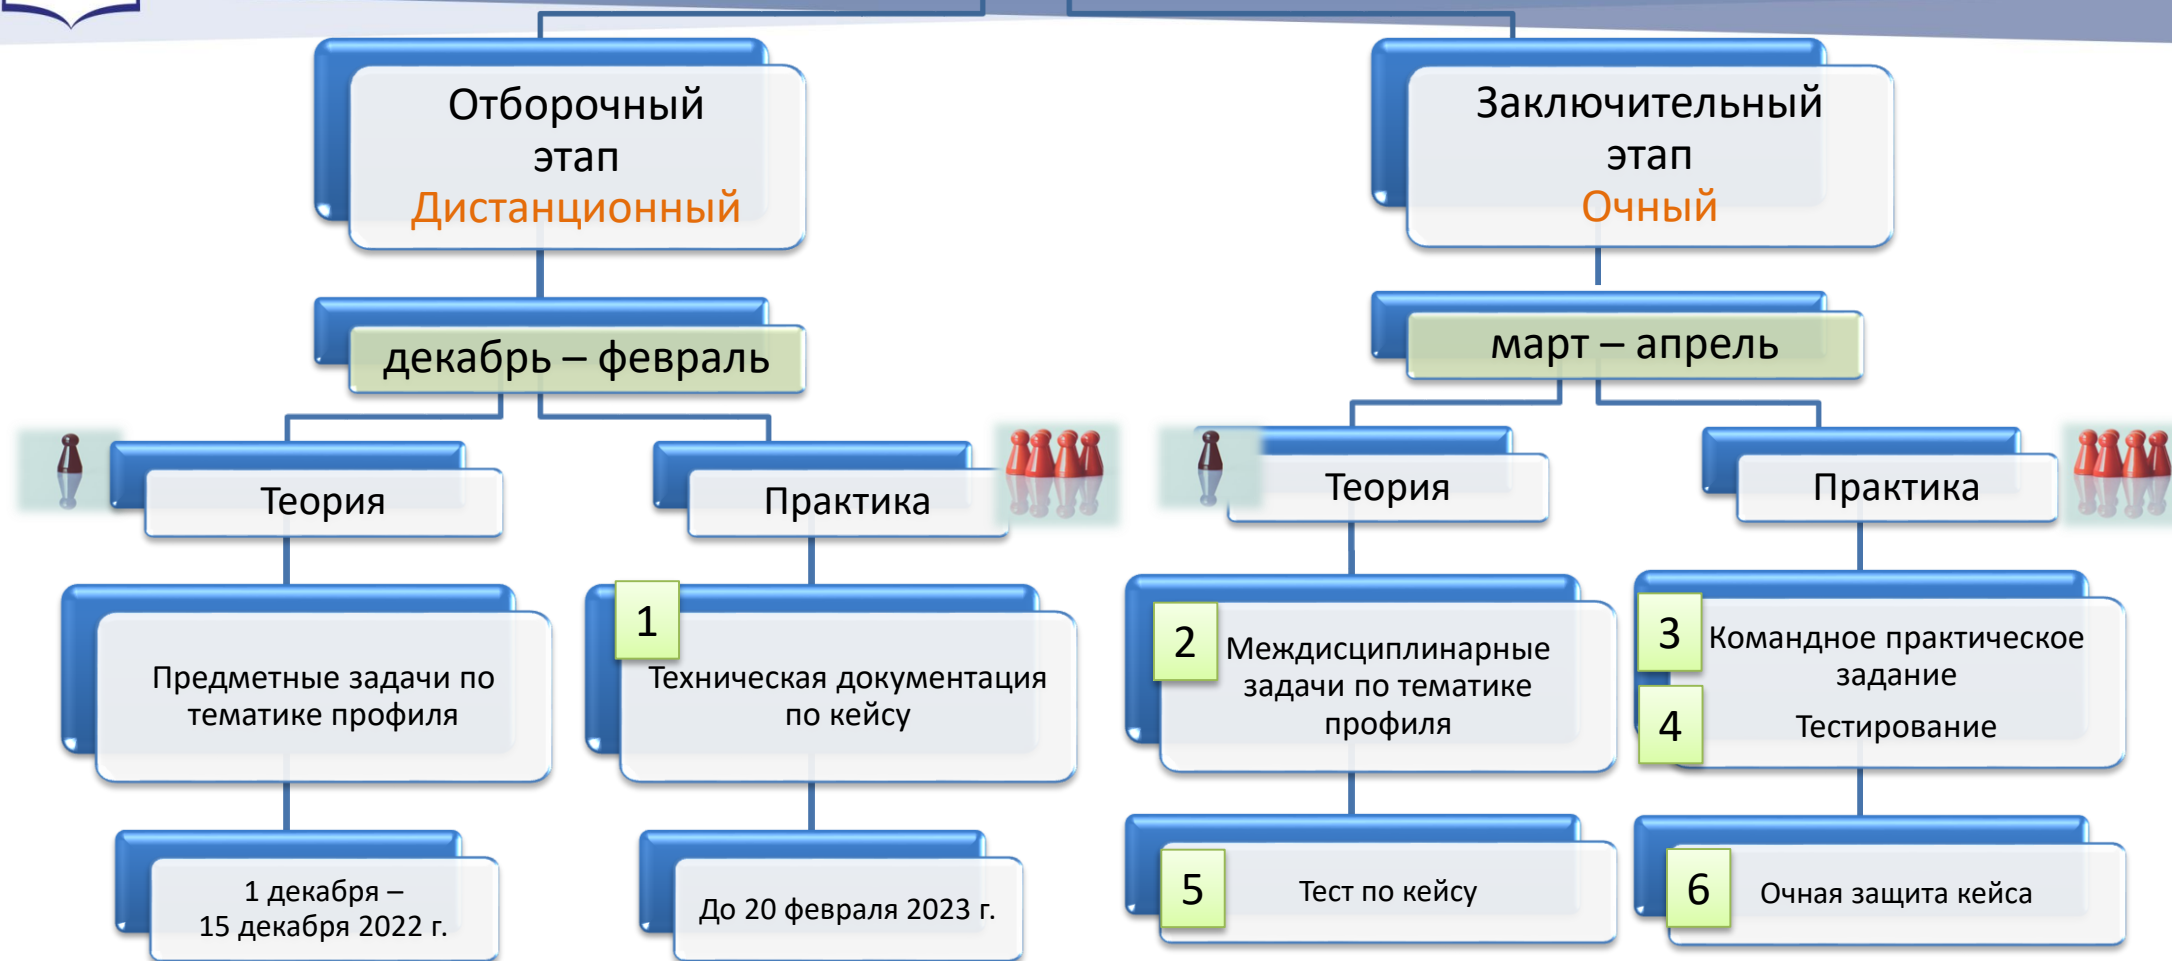 Отборочный
этап
Дистанционный
Заключительный
этап
Очный
декабрь – февраль
март – апрель
Теория
Практика
Теория
Практика
Предметные задачи по
тематике профиля
1
Техническая документация
по кейсу
2
Междисциплинарные
задачи по тематике
профиля
3
Командное практическое
задание
4
Тестирование
1 декабря –
15 декабря 2022 г.
До 20 февраля 2023 г.
5
Тест по кейсу
6
Очная защита кейса